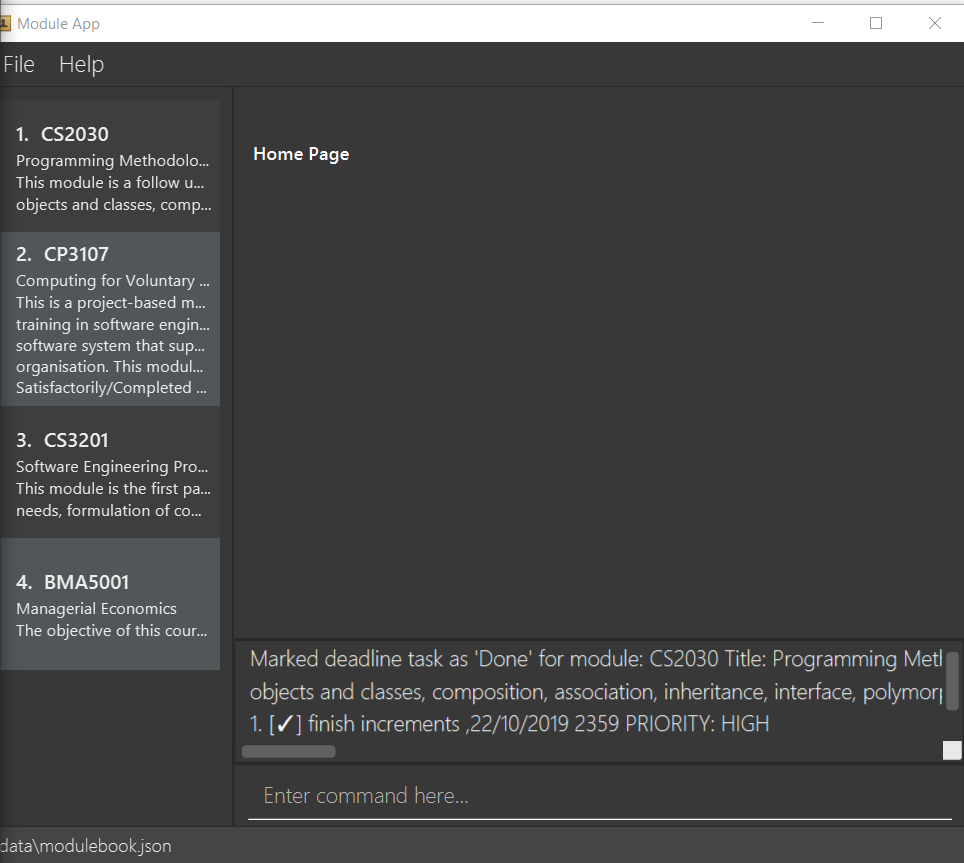 Module App
File Help
1. CS2030
Programming Methodolo...
This module is a follow u...
objects and classes, comp...
2. CP3107
Computing for Voluntary ...
This is a project-based m...
training in software engin...
software system that sup...
organisation. This modul...
Satisfactorily/Completed ...
3. CS3201
Software Engineering Pro...
This module is the first pa...
needs, formulation of co...
4. BMA5001
Managerial Economics
The objective of this cour...
Home Page
Marked deadline task as 'Done' for module: CS2030 Title: Programming Meth
objects and classes, composition, association, inheritance, interface, polymorp
1. [✓] finish increments ,22/10/2019 2359 PRIORITY: HIGH
Enter command here...
data\modulebook.json